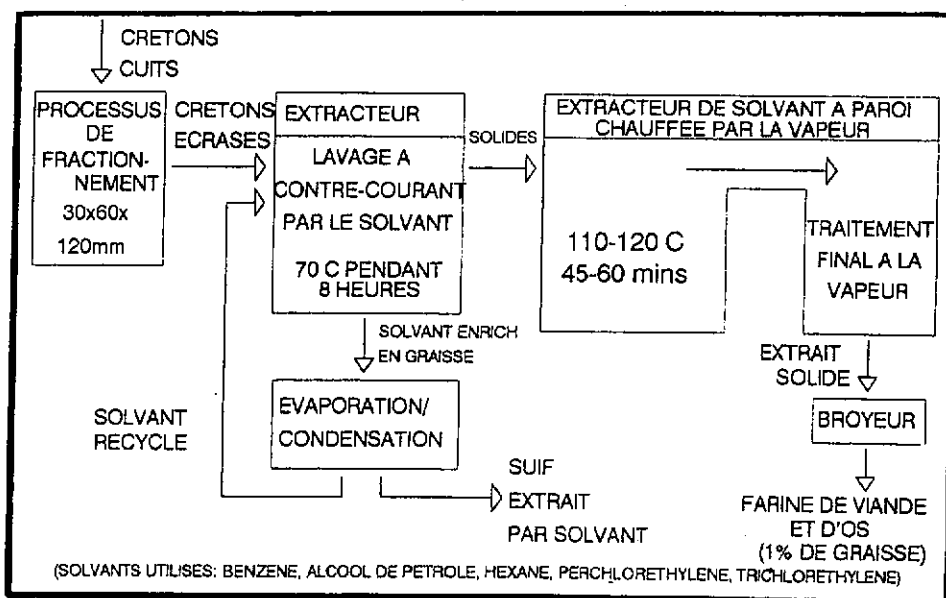 CRETONS
CUITS
PROCESSUS
DE
FRACTION-
NEMENT
30x60x
120mm
CRETONS
ECRASES
EXTRACTEUR
LAVAGE A
CONTRE-COURANT
PAR LE SOLVANT
70 C PENDANT
8 HEURES
SOLIDES
EXTRACTEUR DE SOLVANT A PAROI
CHAUFFEE PAR LA VAPEUR
110-120 C
45-60 mins
TRAITEMENT
FINAL A LA
VAPEUR
SOLVANT ENRICH
EN GRAISSE
EXTRAIT
SOLIDE
EVAPORATION/
CONDENSATION
BROYEUR
SOLVANT
RECYCLE
SUIF
EXTRAIT
PAR SOLVANT
FARINE DE VIANDE
ET D'OS
(1% DE GRAISSE)
(SOLVANTS UTILISES: BENZENE, ALCOOL DE PETROLE, HEXANE, PERCHLORETHYLENE, TRICHLORETHYLENE)